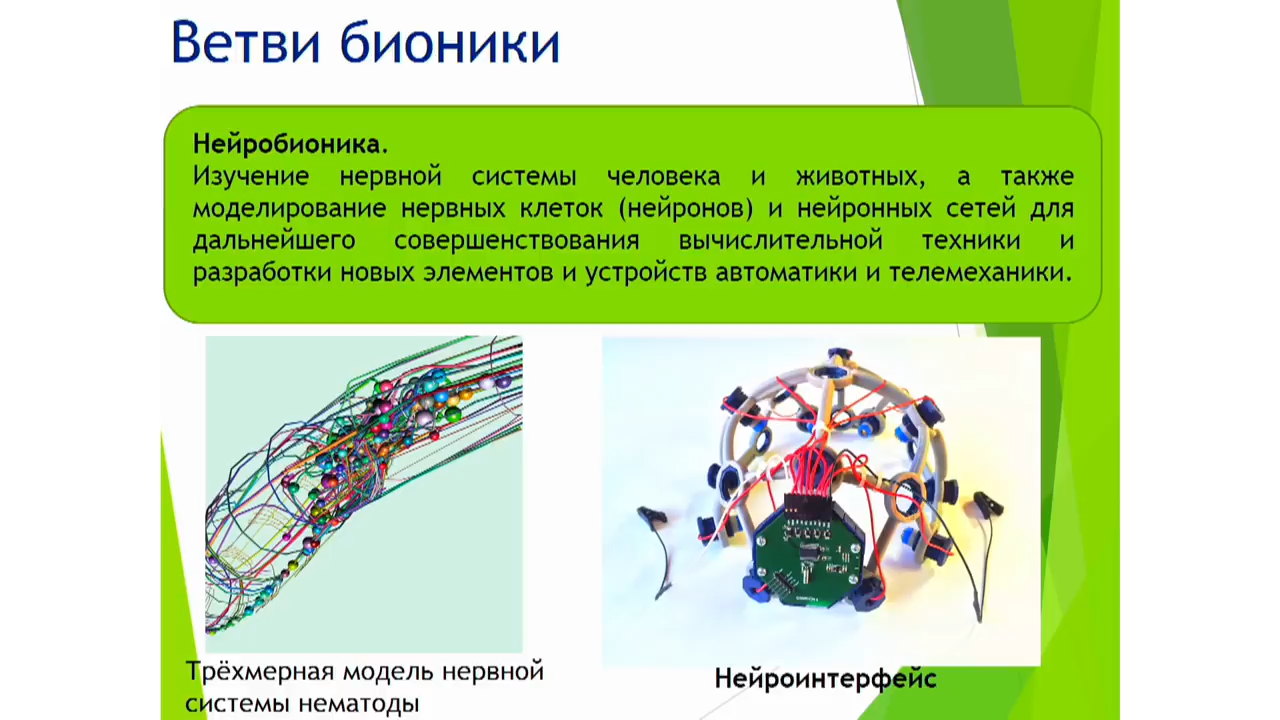 Ветви бионики
Нейробионика.
Изучение нервной системы человека и животных, а также
моделирование нервных клеток (нейронов) и нейронных сетей для
дальнейшего совершенствования вычислительной техники и
разработки новых элементов и устройств автоматики и телемеханики.
Трёхмерная модель нервной
системы нематоды
Нейроинтерфейс